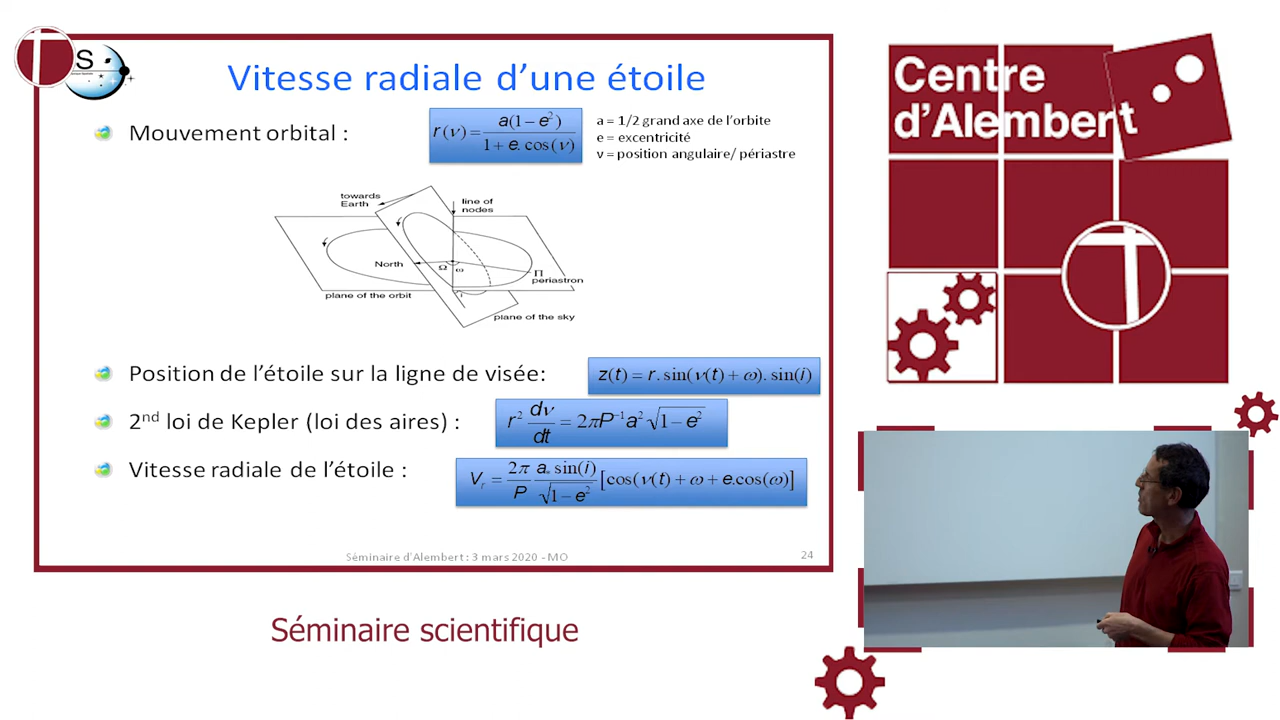 S
Vitesse radiale d'une étoile
Mouvement orbital :
r(ν) = a(1 − e²) / 1 + e. cos(ν)
a = 1/2 grand axe de l'orbite
e = excentricité
ν = position angulaire/ périastre
towards
Earth
line of
nodes
North
Ω
ω
Π
periastron
i
plane of the orbit
plane of the sky
Position de l'étoile sur la ligne de visée:
z(t) = r. sin(ν(t) + ω). sin(i)
2nd loi de Kepler (loi des aires) :
r² dν/dt = 2πP⁻¹a²√1 − e²
Vitesse radiale de l'étoile :
Vr = 2π/P a* sin(i)/√1 − e² [cos(ν(t) + ω + e.cos(ω)]
Séminaire d'Alembert : 3 mars 2020 - MO
24
Centre
d'Alembert
Séminaire scientifique